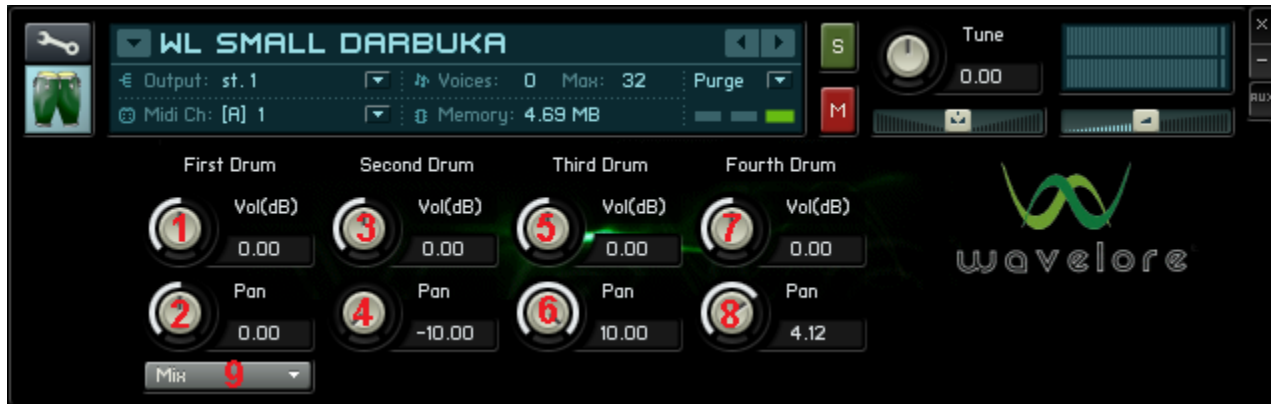 WL SMALL DARBUKA
Output: st. 1 Voices: 0 Max: 32 Purge
Midi Ch: [A] 1 Memory: 4.69 MB
S
M
Tune
0.00
×
-
AUX
First Drum Second Drum Third Drum Fourth Drum
Vol(dB) Vol(dB) Vol(dB) Vol(dB)
1 3 5 7
0.00 0.00 0.00 0.00
Pan Pan Pan Pan
2 4 6 8
0.00 -10.00 10.00 4.12
Mix 9
wavelore